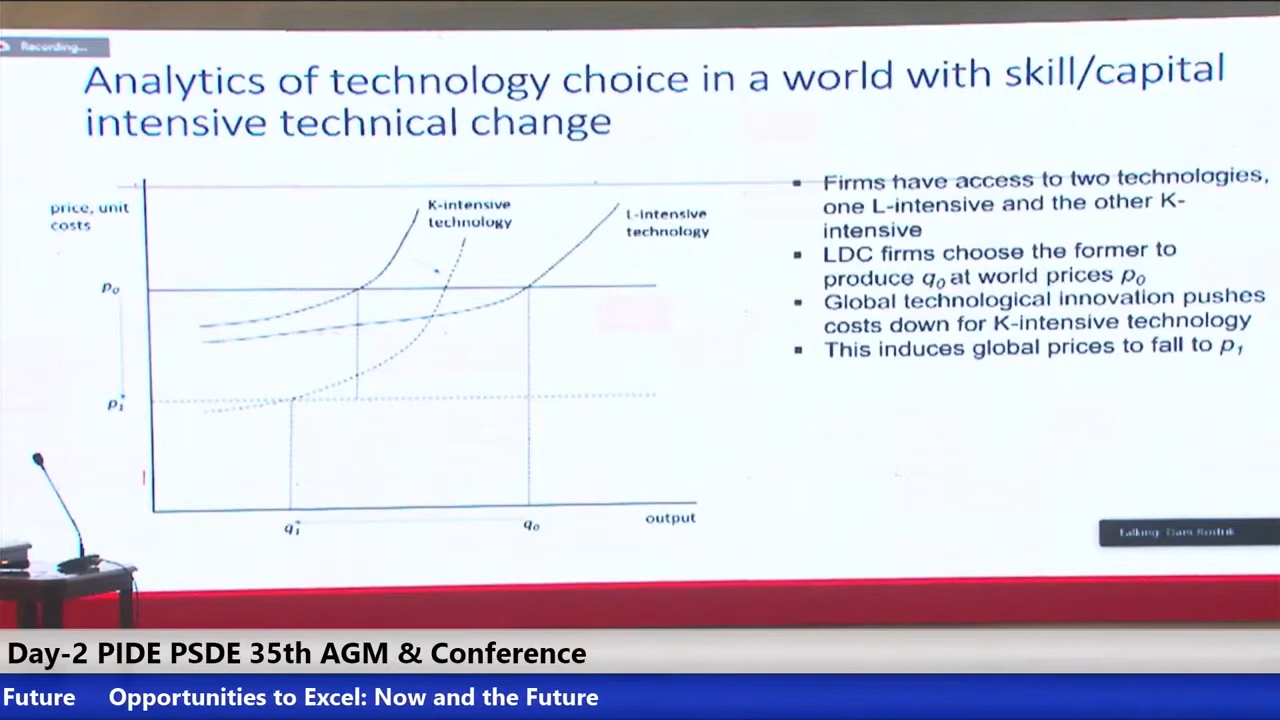 Recording...
Analytics of technology choice in a world with skill/capital
intensive technical change
price, unit
costs
K-intensive
technology
L-intensive
technology
p₀
p₁*
q₁*
q₀
output
▪ Firms have access to two technologies,
one L-intensive and the other K-
intensive
▪ LDC firms choose the former to
produce q₀ at world prices p₀
▪ Global technological innovation pushes
costs down for K-intensive technology
▪ This induces global prices to fall to p₁
Talking: Dani Rodrik
Day-2 PIDE PSDE 35th AGM & Conference
Future Opportunities to Excel: Now and the Future